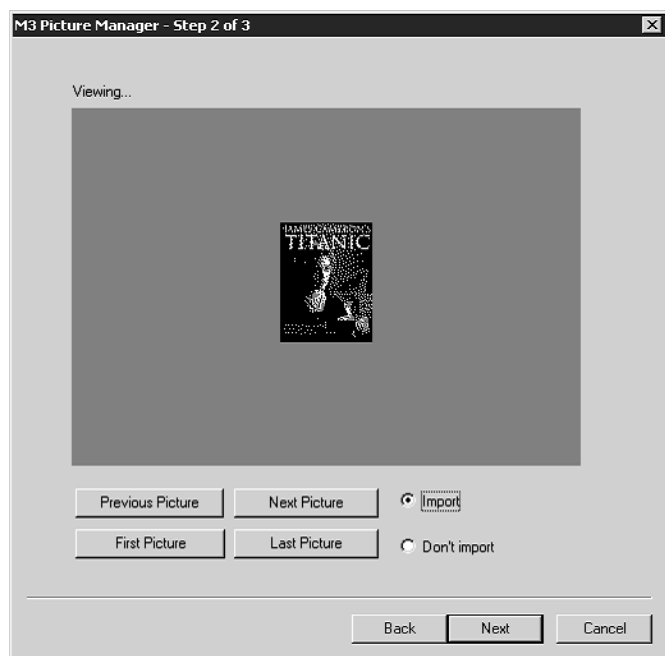 M3 Picture Manager - Step 2 of 3
Viewing...
JAMES CAMERON'S
TITANIC
Previous Picture
Next Picture
Import
First Picture
Last Picture
Don't import
Back
Next
Cancel